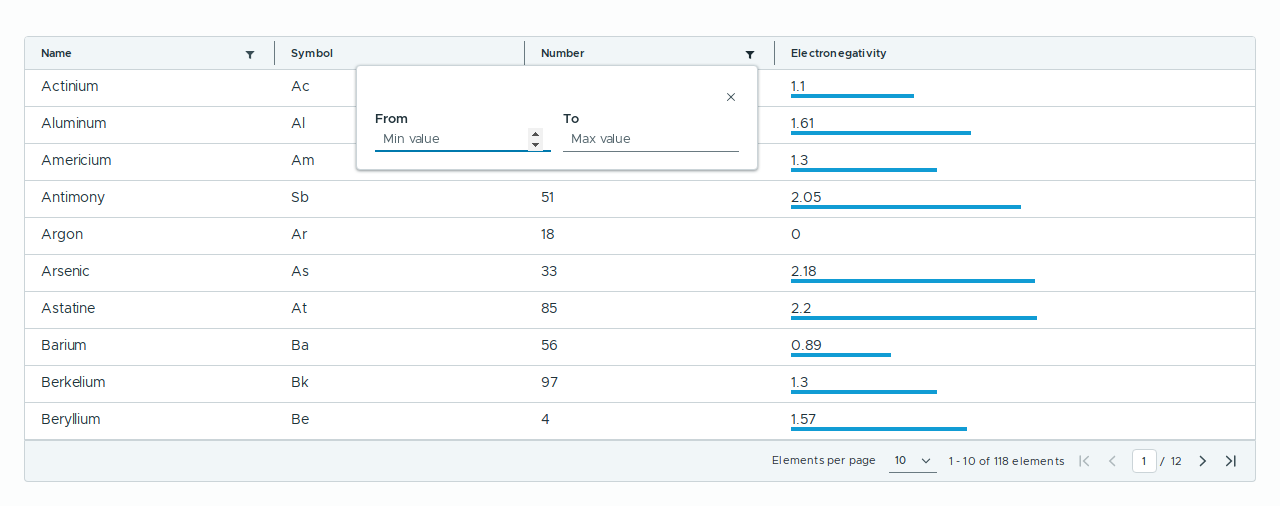 Name Symbol Number Electronegativity
Actinium Ac 1.1
From To
Min value Max value
Aluminum Al 1.61
Americium Am 1.3
Antimony Sb 51 2.05
Argon Ar 18 0
Arsenic As 33 2.18
Astatine At 85 2.2
Barium Ba 56 0.89
Berkelium Bk 97 1.3
Beryllium Be 4 1.57
Elements per page 10 1 - 10 of 118 elements 1 / 12